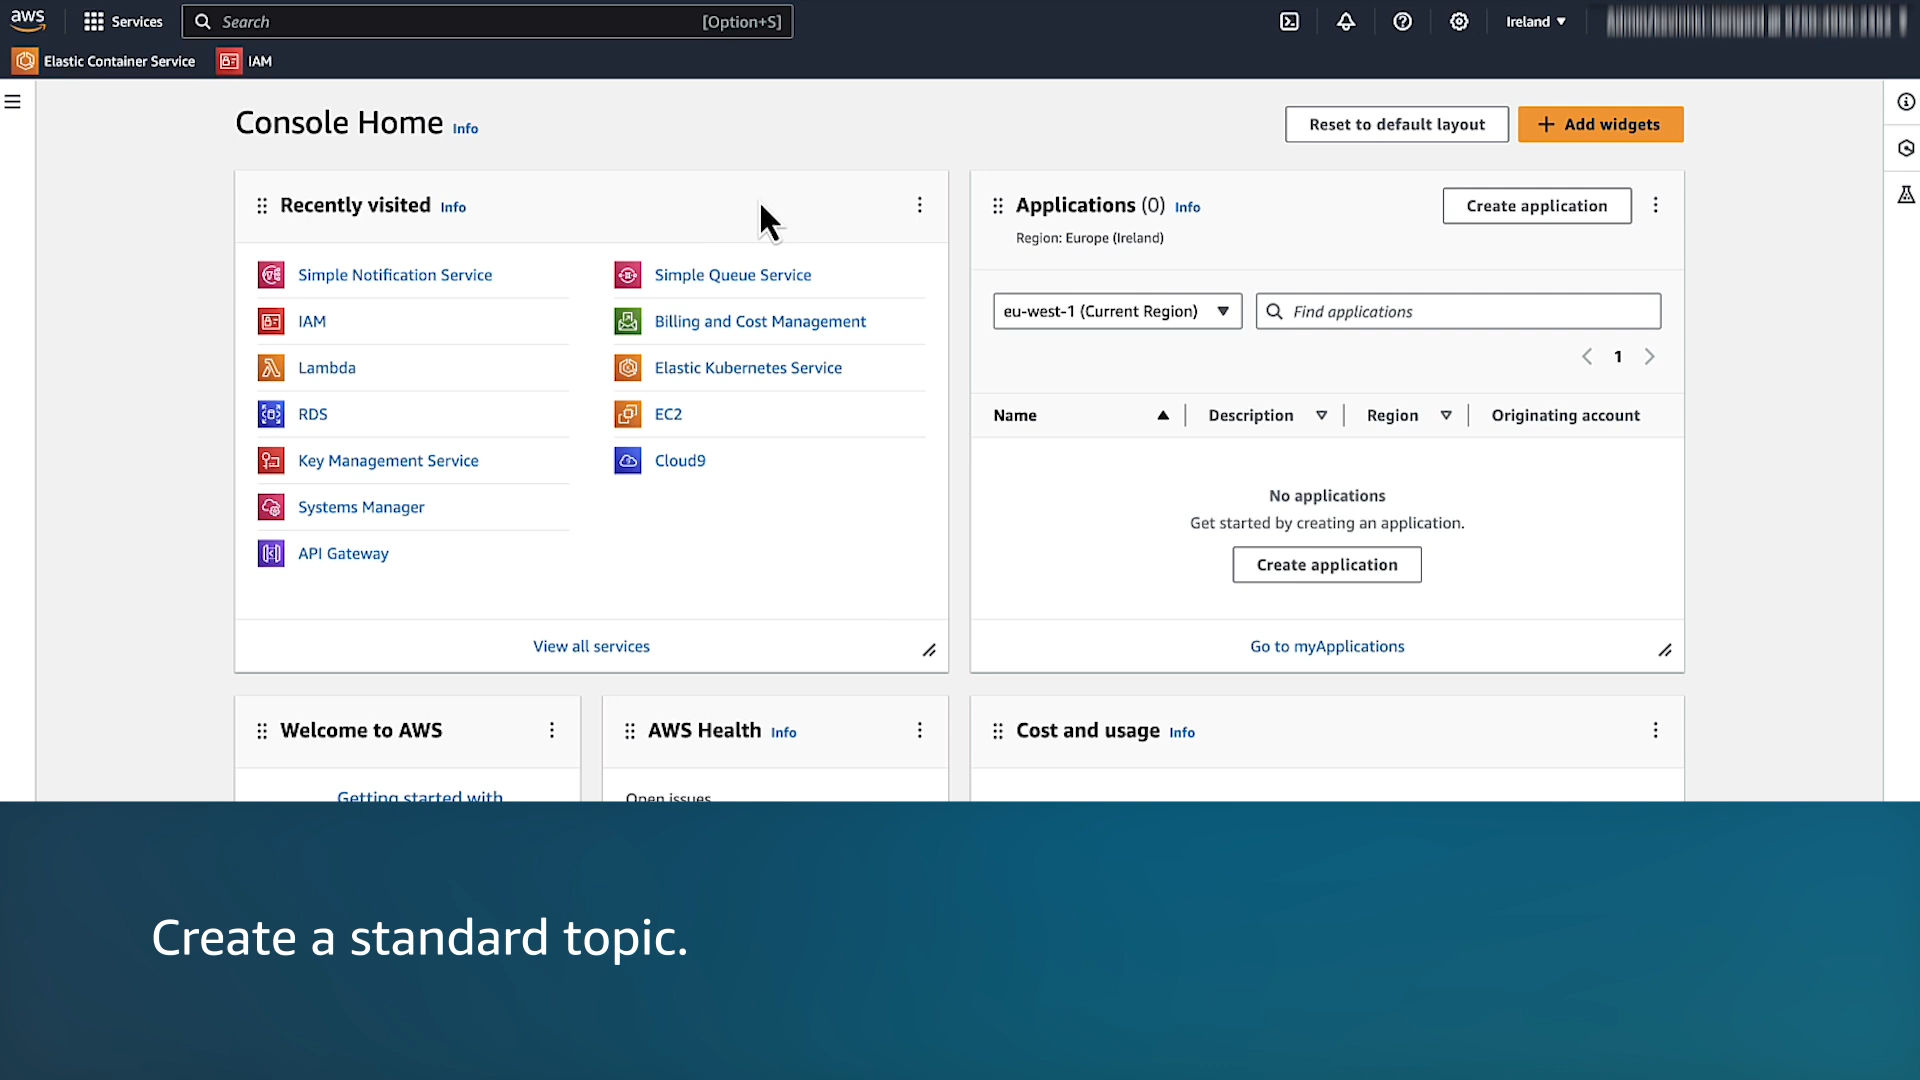 aws
Services
Search
[Option+S]
Ireland
Elastic Container Service
IAM
Console Home Info
Reset to default layout
Add widgets
Recently visited Info
Simple Notification Service
IAM
Lambda
RDS
Key Management Service
Systems Manager
API Gateway
Simple Queue Service
Billing and Cost Management
Elastic Kubernetes Service
EC2
Cloud9
View all services
Applications (0) Info
Region: Europe (Ireland)
Create application
eu-west-1 (Current Region)
Find applications
1
Name
Description
Region
Originating account
No applications
Get started by creating an application.
Create application
Go to myApplications
Welcome to AWS
Getting started with
AWS Health Info
Open issues
Cost and usage Info
Create a standard topic.